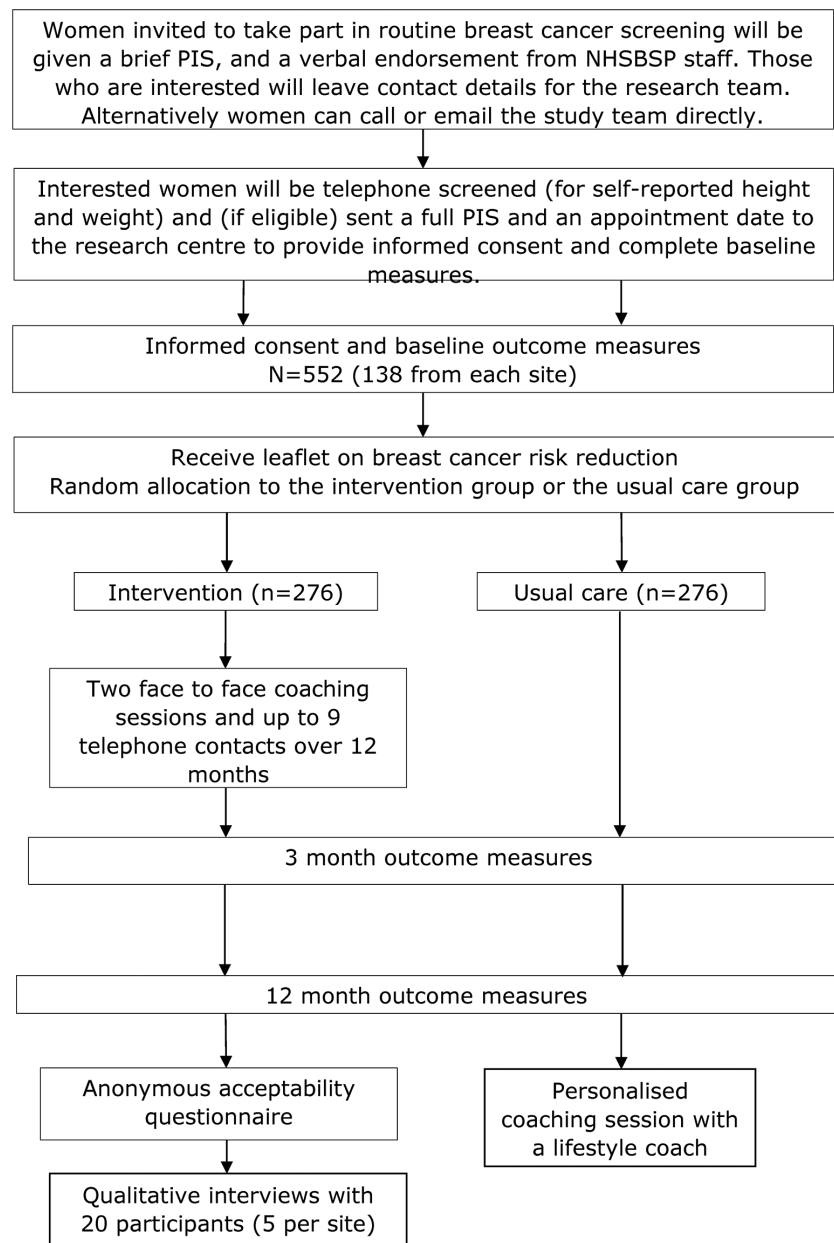 Women invited to take part in routine breast cancer screening will be
given a brief PIS, and a verbal endorsement from NHSBSP staff. Those
who are interested will leave contact details for the research team.
Alternatively women can call or email the study team directly.
Interested women will be telephone screened (for self-reported height
and weight) and (if eligible) sent a full PIS and an appointment date to
the research centre to provide informed consent and complete baseline
measures.
Informed consent and baseline outcome measures
N=552 (138 from each site)
Receive leaflet on breast cancer risk reduction
Random allocation to the intervention group or the usual care group
Intervention (n=276)
Usual care (n=276)
Two face to face coaching
sessions and up to 9
telephone contacts over 12
months
3 month outcome measures
12 month outcome measures
Anonymous acceptability
questionnaire
Personalised
coaching session with
a lifestyle coach
Qualitative interviews with
20 participants (5 per site)